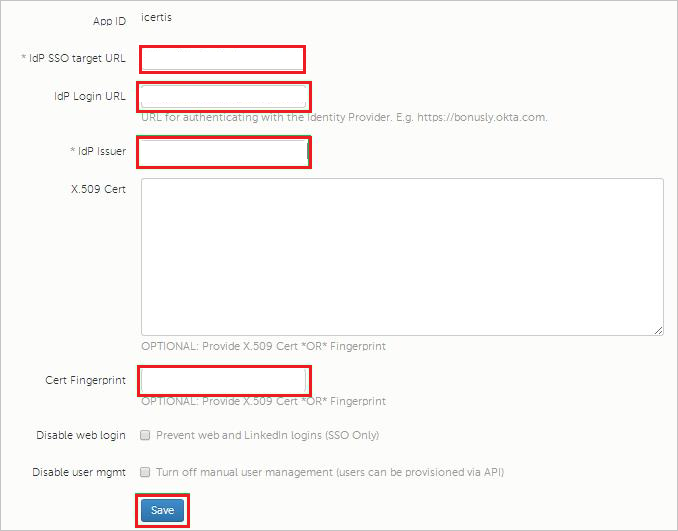 App ID icertis
* IdP SSO target URL
IdP Login URL
URL for authenticating with the Identity Provider. E.g. https://bonusly.okta.com.
* IdP Issuer
X.509 Cert
OPTIONAL: Provide X.509 Cert *OR* Fingerprint
Cert Fingerprint
OPTIONAL: Provide X.509 Cert *OR* Fingerprint
Disable web login Prevent web and LinkedIn logins (SSO Only)
Disable user mgmt Turn off manual user management (users can be provisioned via API)
Save